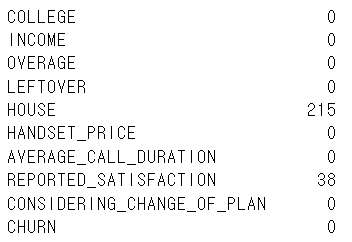 COLLEGE 0
INCOME 0
OVERAGE 0
LEFTOVER 0
HOUSE 215
HANDSET_PRICE 0
AVERAGE_CALL_DURATION 0
REPORTED_SATISFACTION 38
CONSIDERING_CHANGE_OF_PLAN 0
CHURN 0